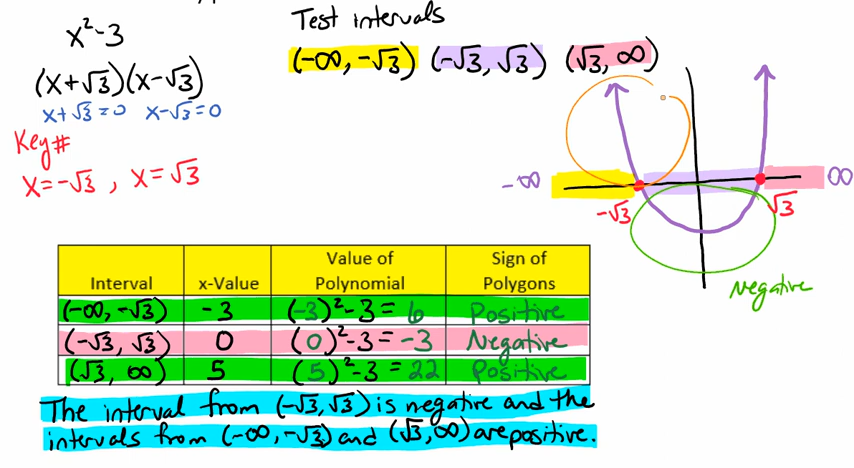 Test intervals
x²-3
(-∞, -√3) (-√3, √3) (√3, ∞)
(x+√3)(x-√3)
x+√3=0 x-√3=0
Key#
x=-√3 , x=√3
-∞ ∞
-√3 √3
Negative
Interval x-Value Value of Polynomial Sign of Polygons
(-∞, -√3) -3 (-3)²-3=6 Positive
(-√3, √3) 0 (0)²-3=-3 Negative
(√3, ∞) 5 (5)²-3=22 Positive
The interval from (-√3,√3) is negative and the
intervals from (-∞, -√3) and (√3, ∞) are positive.